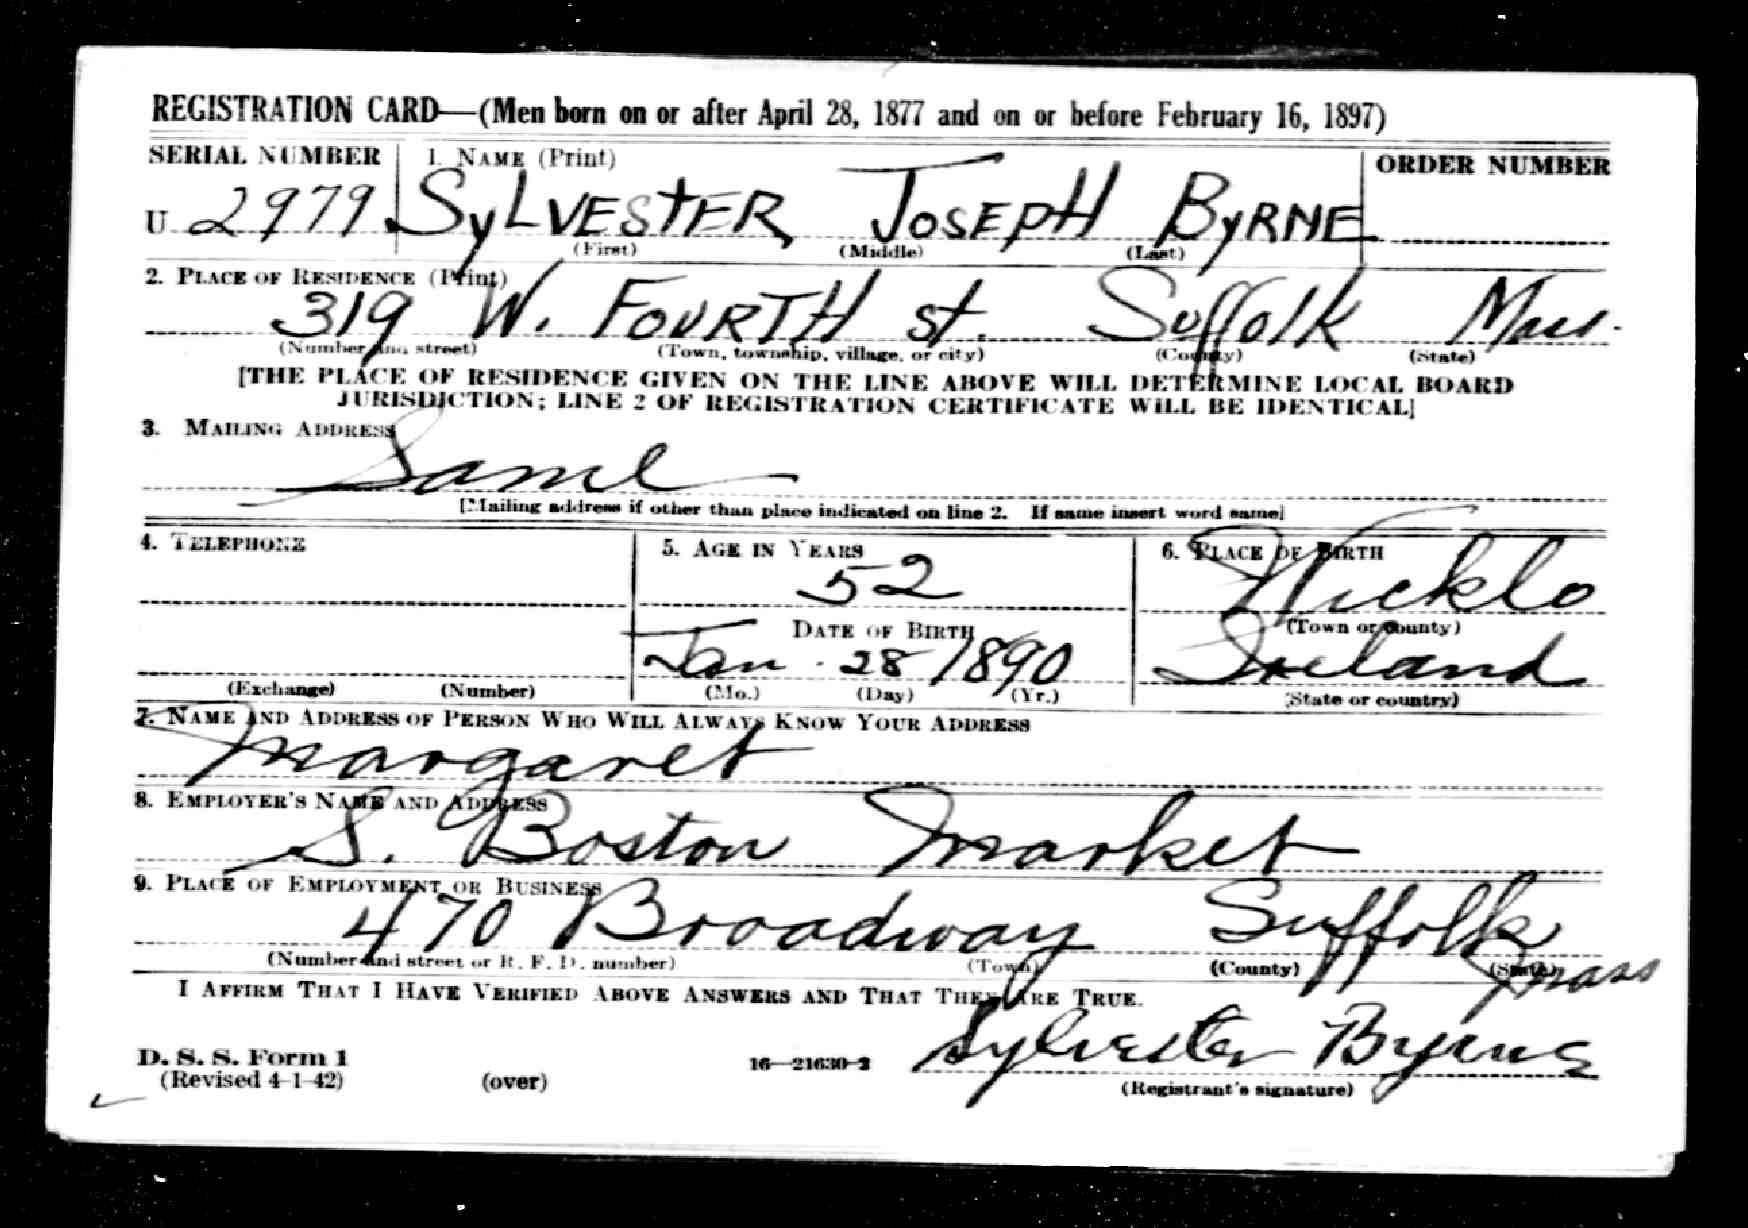 REGISTRATION CARD—(Men born on or after April 28, 1877 and on or before February 16, 1897)
SERIAL NUMBER 1. NAME (Print) ORDER NUMBER
U 2979 SYLVESTER JOSEPH BYRNE
(First) (Middle) (Last)
2. PLACE OF RESIDENCE (Print)
319 W. FOURTH St. Suffolk Mass.
(Number and street) (Town, township, village, or city) (County) (State)
[THE PLACE OF RESIDENCE GIVEN ON THE LINE ABOVE WILL DETERMINE LOCAL BOARD
JURISDICTION; LINE 2 OF REGISTRATION CERTIFICATE WILL BE IDENTICAL]
3. MAILING ADDRESS
Same
[Mailing address if other than place indicated on line 2. If same insert word same]
4. TELEPHONE 5. AGE IN YEARS 6. PLACE OF BIRTH
52 Wicklo
DATE OF BIRTH (Town or county)
Jan. 28 1890 Ireland
(Exchange) (Number) (Mo.) (Day) (Yr.) (State or country)
7. NAME AND ADDRESS OF PERSON WHO WILL ALWAYS KNOW YOUR ADDRESS
Margaret
8. EMPLOYER'S NAME AND ADDRESS
S. Boston Market
9. PLACE OF EMPLOYMENT OR BUSINESS
470 Broadway Suffolk Mass
(Number and street or R. F. D. number) (Town) (County) (State)
I AFFIRM THAT I HAVE VERIFIED ABOVE ANSWERS AND THAT THEY ARE TRUE.
Sylvester Byrne
D. S. S. Form 1
(Revised 4-1-42) (over) 16—21630-2 (Registrant's signature)